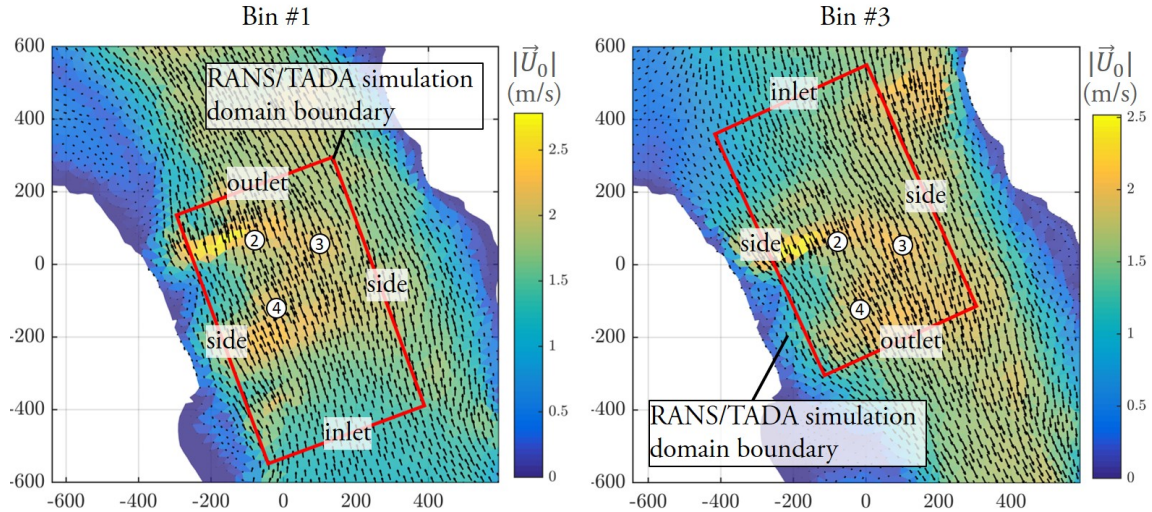 Bin #1
600
400
200
0
-200
-400
-600
-600
-400
-200
0
200
400
RANS/TADA simulation
domain boundary
outlet
②
③
④
side
side
inlet
|U⃗₀|
(m/s)
2.5
2
1.5
1
0.5
0
Bin #3
600
400
200
0
-200
-400
-600
-600
-400
-200
0
200
400
inlet
side
side
②
③
④
outlet
RANS/TADA simulation
domain boundary
|U⃗₀|
(m/s)
2.5
2
1.5
1
0.5
0